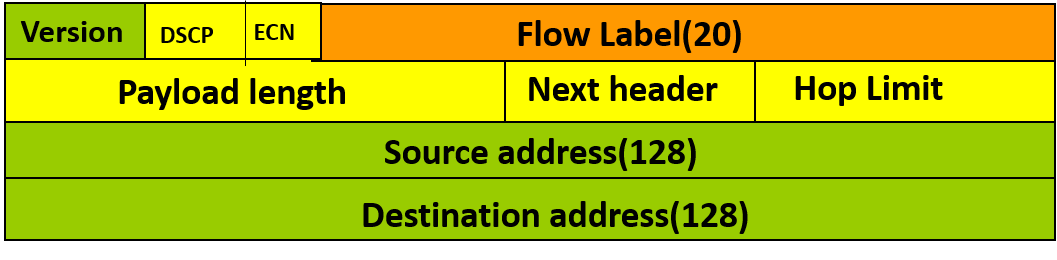 Version DSCP ECN Flow Label(20)
Payload length Next header Hop Limit
Source address(128)
Destination address(128)